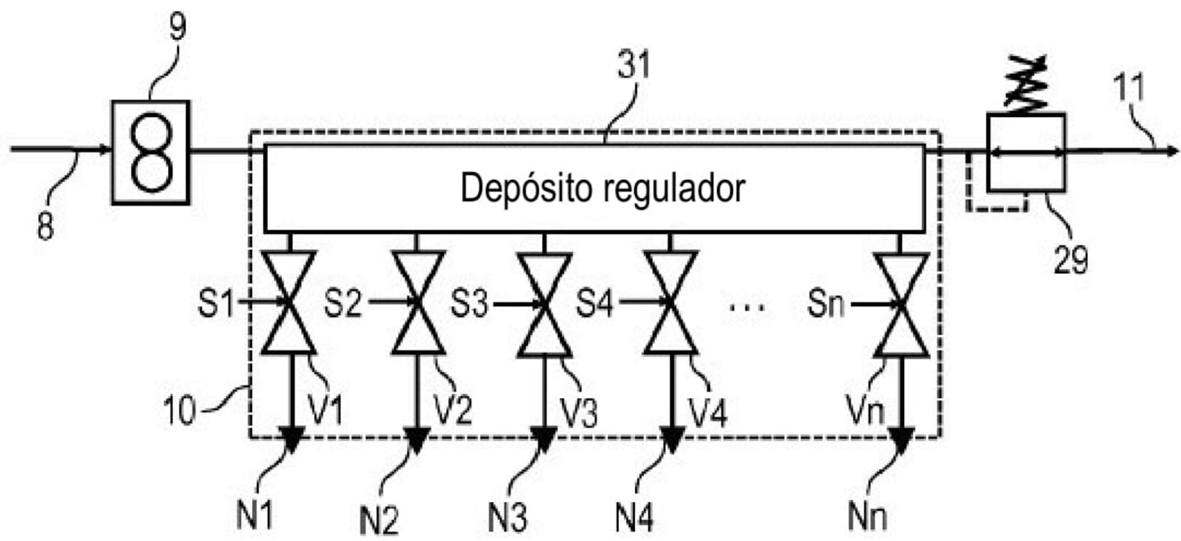 9
31
11
Depósito regulador
8
29
S1
S2
S3
S4
...
Sn
10
V1
V2
V3
V4
Vn
N1
N2
N3
N4
Nn